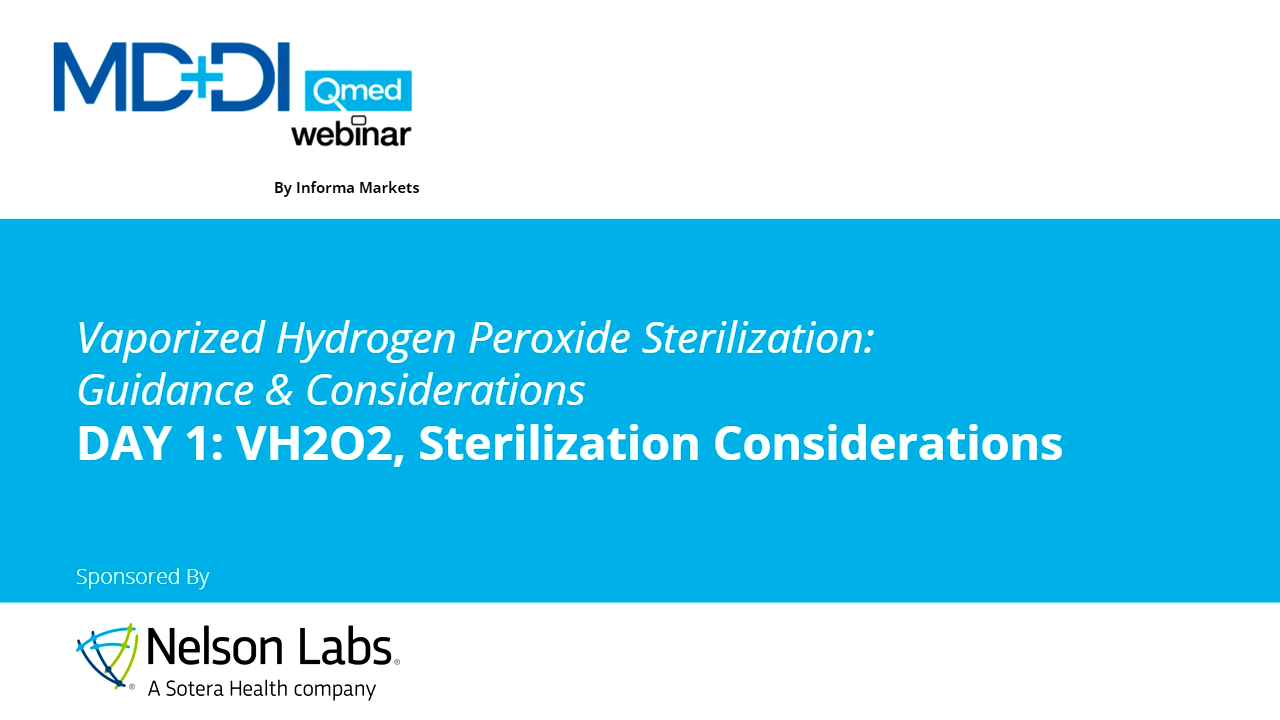 MD+DI Qmed
webinar
By Informa Markets
Vaporized Hydrogen Peroxide Sterilization:
Guidance & Considerations
DAY 1: VH2O2, Sterilization Considerations
Sponsored By
Nelson Labs®
® A Sotera Health company